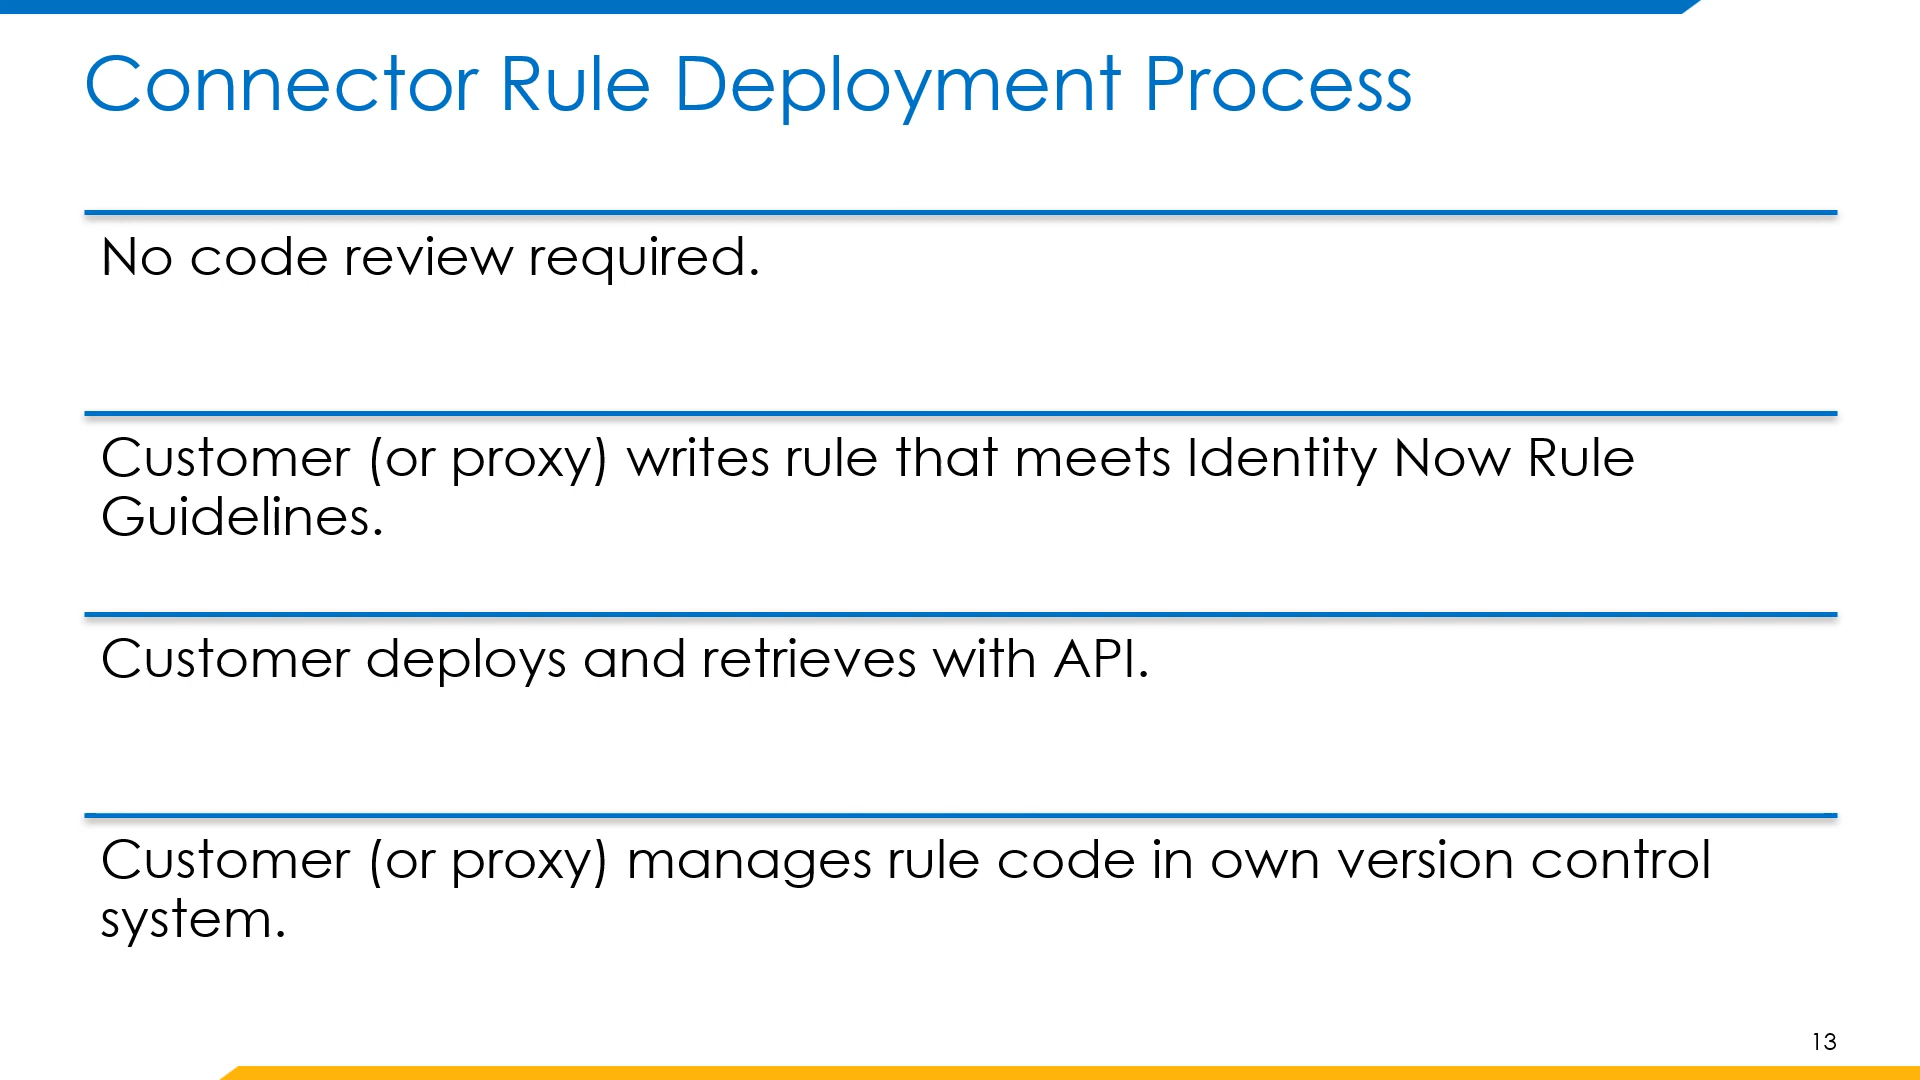 Connector Rule Deployment Process
No code review required.
Customer (or proxy) writes rule that meets Identity Now Rule
Guidelines.
Customer deploys and retrieves with API.
Customer (or proxy) manages rule code in own version control
system.
13